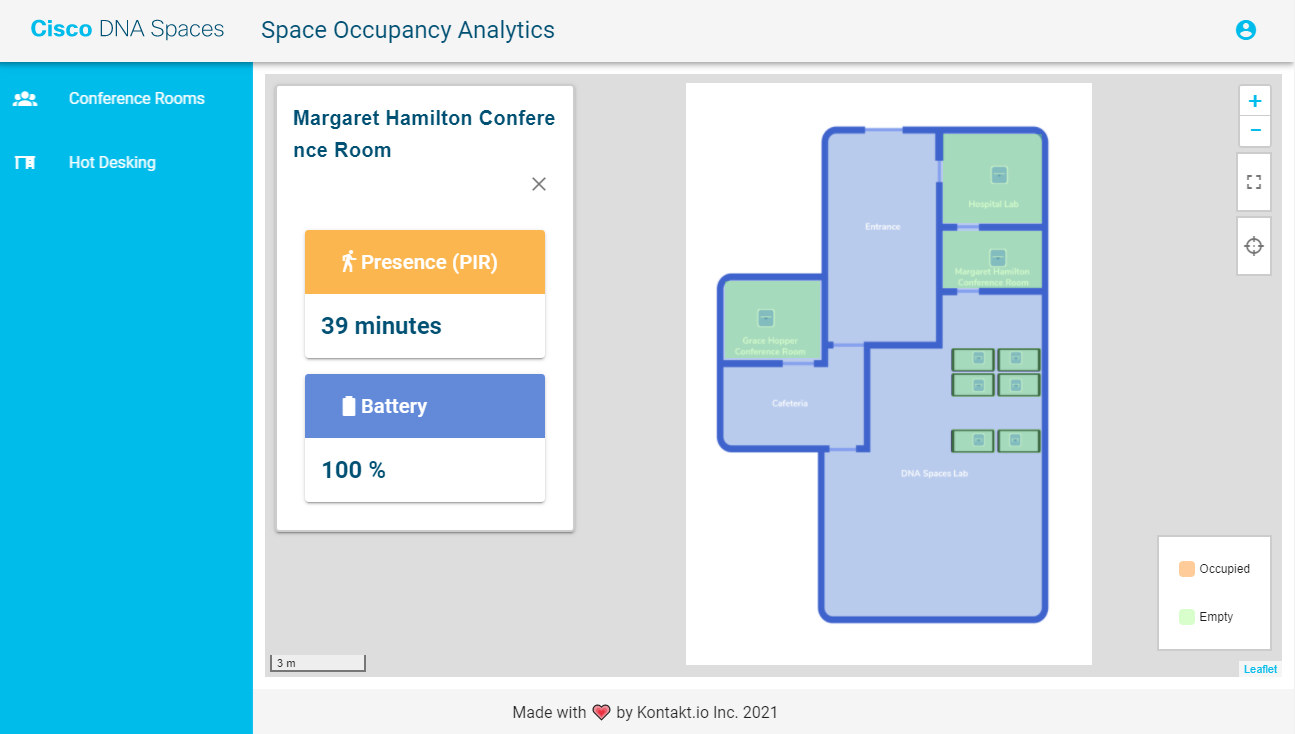 Cisco DNA Spaces
Space Occupancy Analytics
Conference Rooms
Hot Desking
Margaret Hamilton Confere
nce Room
Presence (PIR)
39 minutes
Battery
100 %
Entrance
Hospital Lab
Margaret Hamilton
Conference Room
Grace Hopper
Conference Room
Cafeteria
DNA Spaces Lab
+
−
Occupied
Empty
3 m
Leaflet
Made with ❤ by Kontakt.io Inc. 2021